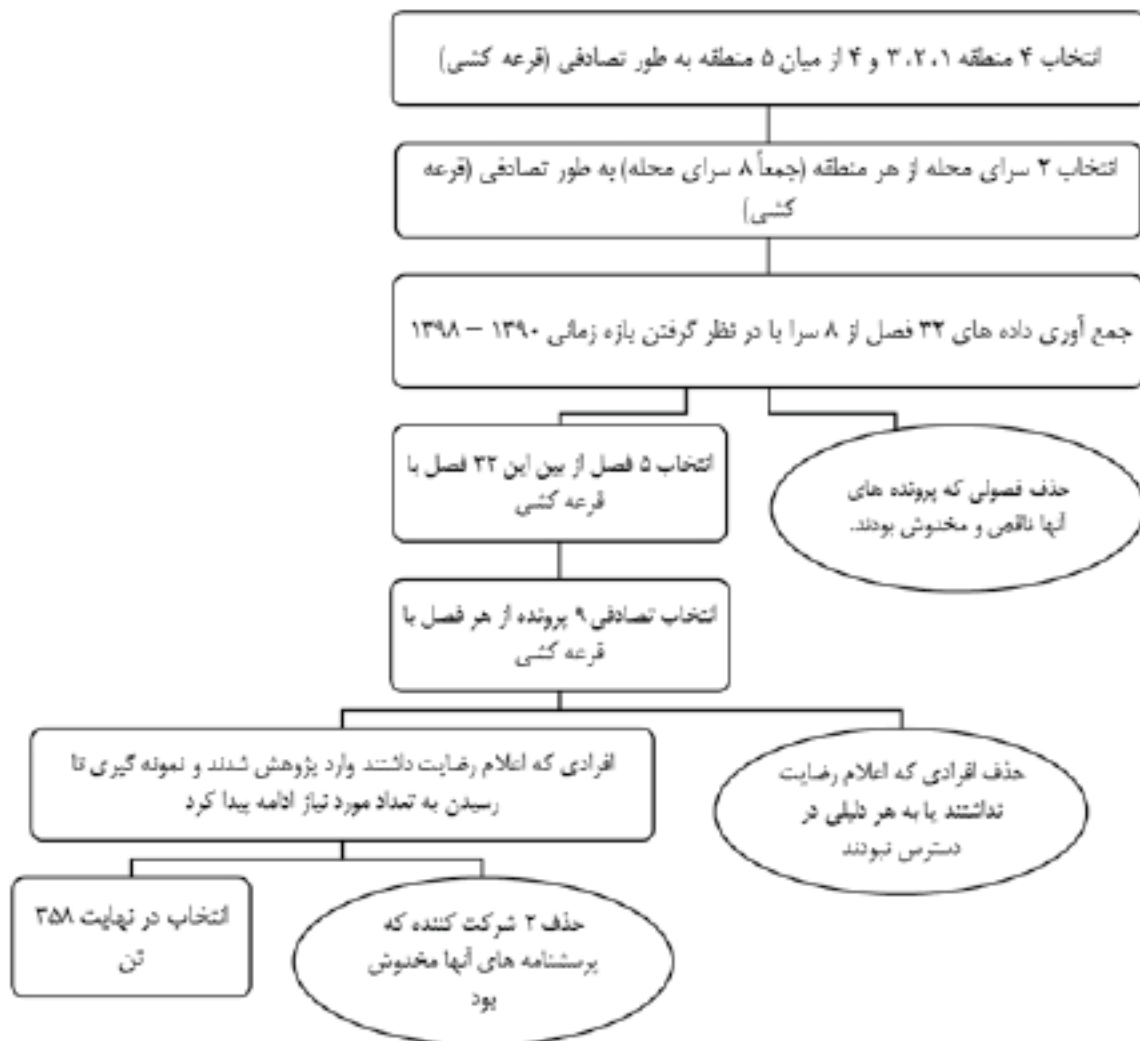 انتخاب ۴ منطقه ۱، ۲، ۳ و ۴ از میان ۵ منطقه به طور تصادفی (قرعه کشی)
انتخاب ۲ سرای محله از هر منطقه (جمعاً ۸ سرای محله) به طور تصادفی (قرعه
کشی)
جمع آوری داده های ۳۲ فصل از ۸ سرا با در نظر گرفتن بازه زمانی ۱۳۹۰ – ۱۳۹۸
حذف فصولی که پرونده های
آنها ناقص و مخدوش بودند.
انتخاب ۵ فصل از بین این ۳۲ فصل با
قرعه کشی
انتخاب تصادفی ۹ پرونده از هر فصل با
قرعه کشی
حذف افرادی که اعلام رضایت
نداشتند یا به هر دلیلی در
دسترس نبودند
افرادی که اعلام رضایت داشتند وارد پژوهش شدند و نمونه گیری تا
رسیدن به تعداد مورد نیاز ادامه پیدا کرد
حذف ۲ شرکت کننده که
پرسشنامه های آنها مخدوش
بود
انتخاب در نهایت ۳۵۸
تن